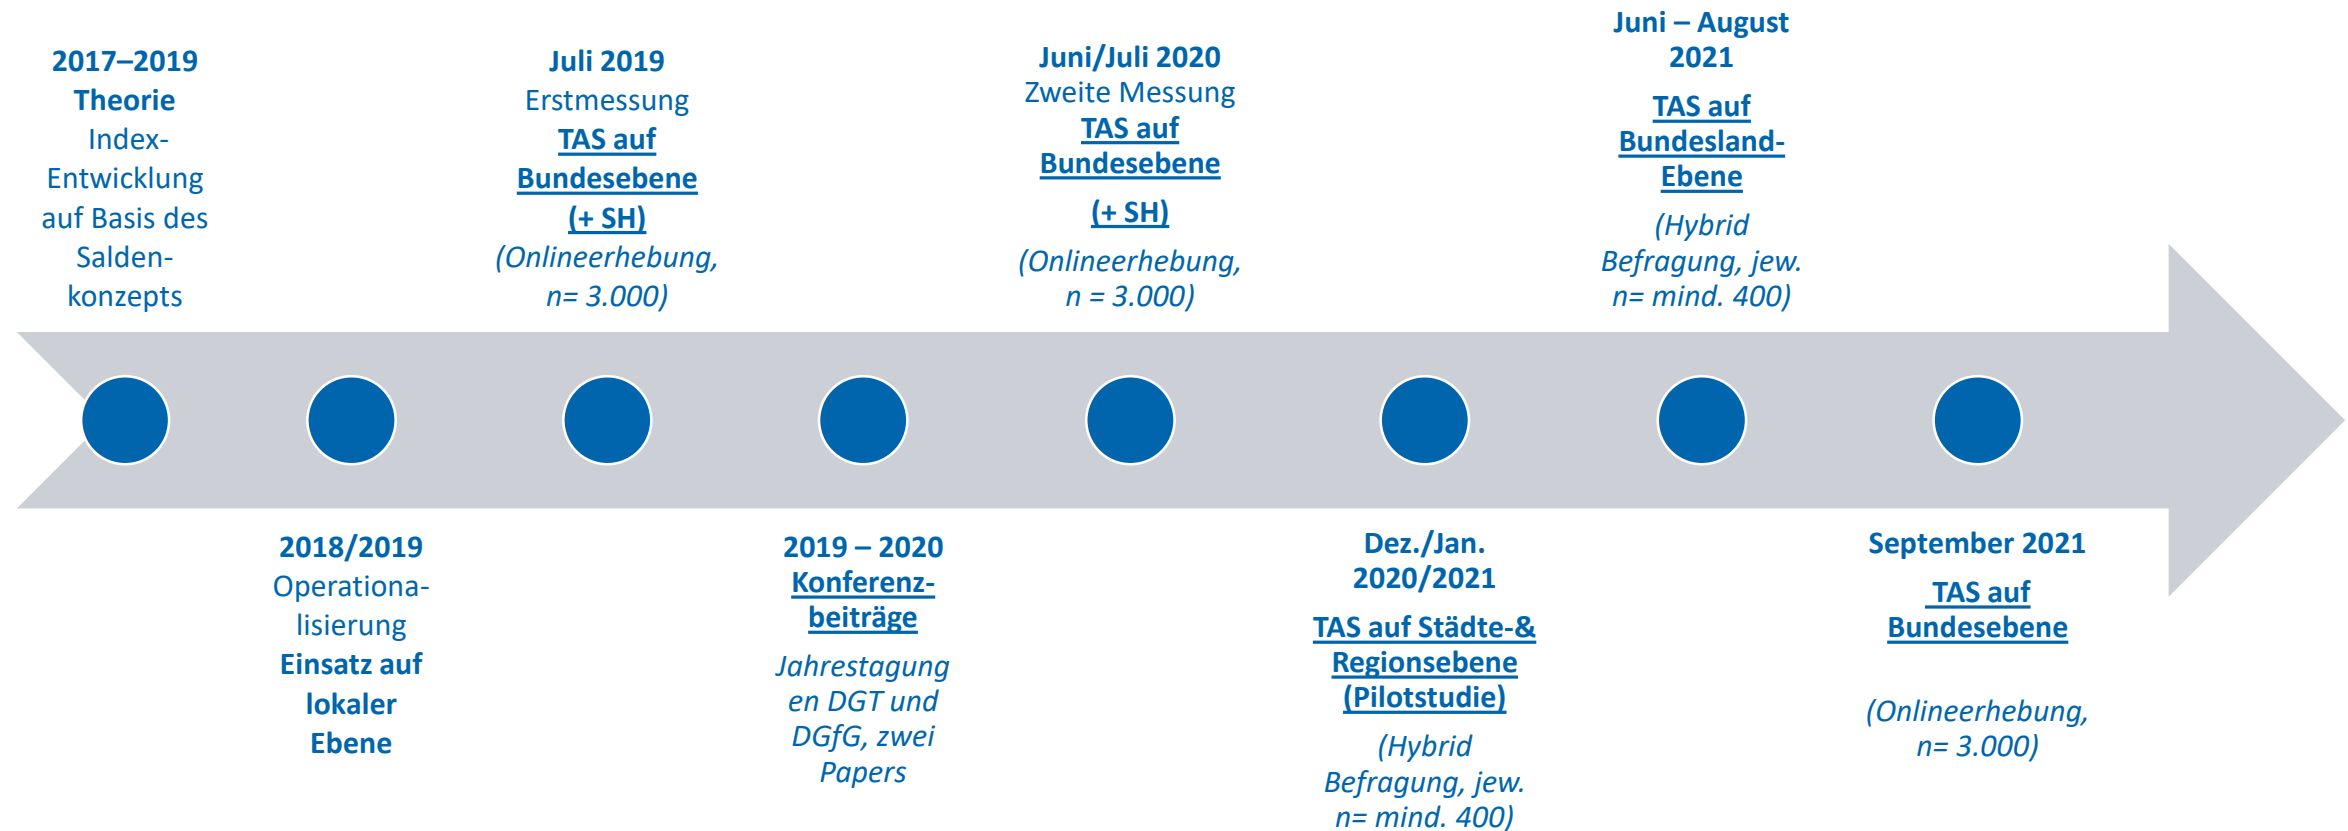 2017–2019
Theorie
Index-
Entwicklung
auf Basis des
Salden-
konzepts
2018/2019
Operationa-
lisierung
Einsatz auf
lokaler
Ebene
Juli 2019
Erstmessung
TAS auf
Bundesebene
(+ SH)
(Onlineerhebung,
n= 3.000)
2019 – 2020
Konferenz-
beiträge
Jahrestagung
en DGT und
DGfG, zwei
Papers
Juni/Juli 2020
Zweite Messung
TAS auf
Bundesebene
(+ SH)
(Onlineerhebung,
n = 3.000)
Dez./Jan.
2020/2021
TAS auf Städte-&
Regionsebene
(Pilotstudie)
(Hybrid
Befragung, jew.
n= mind. 400)
Juni – August
2021
TAS auf
Bundesland-
Ebene
(Hybrid
Befragung, jew.
n= mind. 400)
September 2021
TAS auf
Bundesebene
(Onlineerhebung,
n= 3.000)